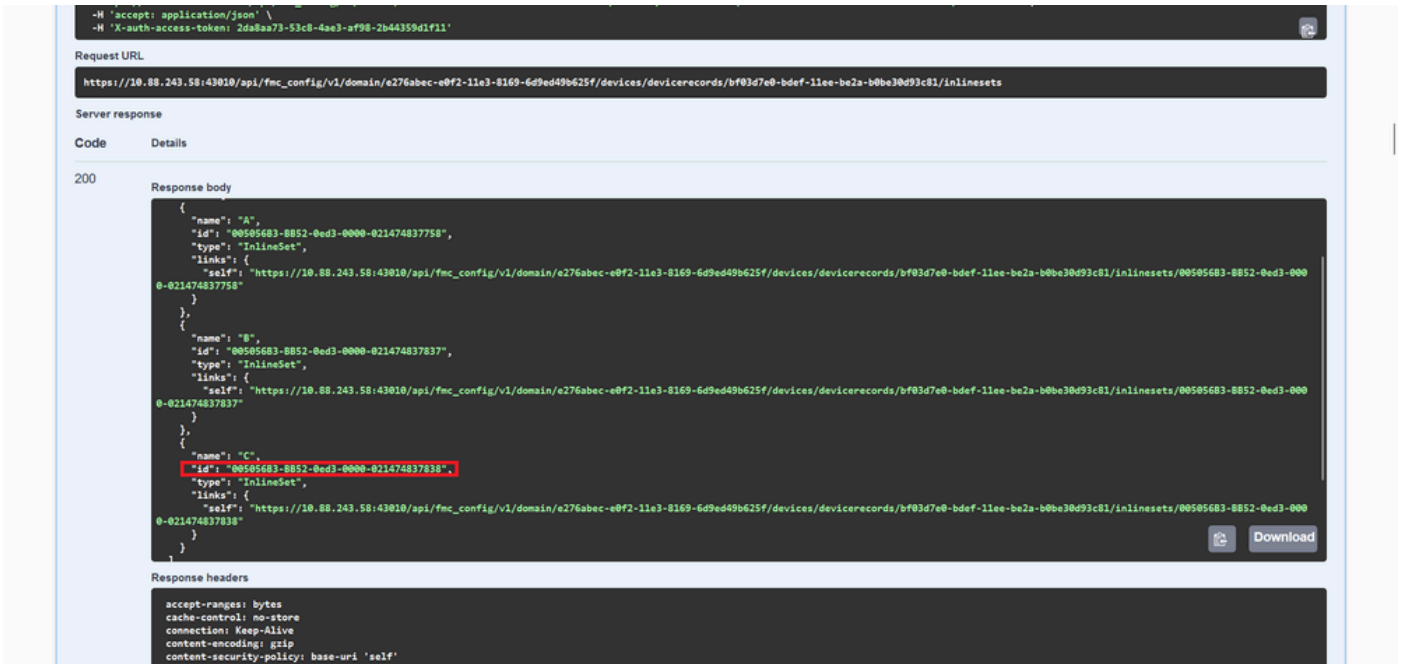 -H 'accept: application/json' \
-H 'X-auth-access-token: 2da8aa73-53c8-4ae3-af98-2b44359d1f11'
Request URL
https://10.88.243.58:43010/api/fmc_config/v1/domain/e276abec-e0f2-11e3-8169-6d9ed49b625f/devices/devicerecords/bf03d7e0-bdef-11ee-be2a-b0be30d93c81/inlinesets
Server response
Code Details
200
Response body
{
"name": "A",
"id": "005056B3-BB52-0ed3-0000-021474837758",
"type": "InlineSet",
"links": {
"self": "https://10.88.243.58:43010/api/fmc_config/v1/domain/e276abec-e0f2-11e3-8169-6d9ed49b625f/devices/devicerecords/bf03d7e0-bdef-11ee-be2a-b0be30d93c81/inlinesets/005056B3-BB52-0ed3-000
0-021474837758"
}
},
{
"name": "B",
"id": "005056B3-BB52-0ed3-0000-021474837837",
"type": "InlineSet",
"links": {
"self": "https://10.88.243.58:43010/api/fmc_config/v1/domain/e276abec-e0f2-11e3-8169-6d9ed49b625f/devices/devicerecords/bf03d7e0-bdef-11ee-be2a-b0be30d93c81/inlinesets/005056B3-BB52-0ed3-000
0-021474837837"
}
},
{
"name": "C",
"id": "005056B3-BB52-0ed3-0000-021474837838",
"type": "InlineSet",
"links": {
"self": "https://10.88.243.58:43010/api/fmc_config/v1/domain/e276abec-e0f2-11e3-8169-6d9ed49b625f/devices/devicerecords/bf03d7e0-bdef-11ee-be2a-b0be30d93c81/inlinesets/005056B3-BB52-0ed3-000
0-021474837838"
}
}
]
Download
Response headers
accept-ranges: bytes
cache-control: no-store
connection: Keep-Alive
content-encoding: gzip
content-security-policy: base-uri 'self'